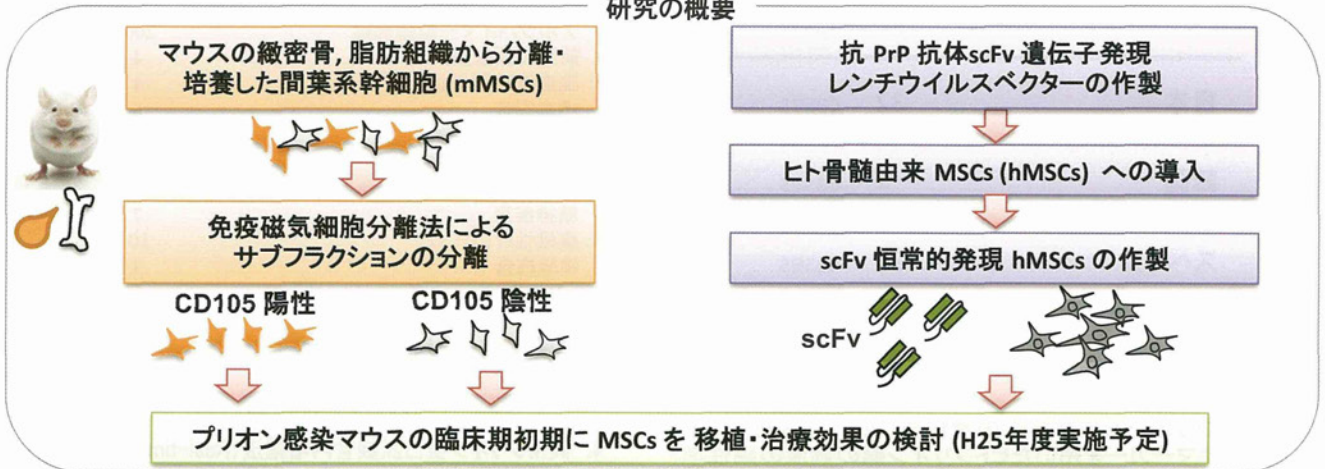 研究の概要
マウスの緻密骨, 脂肪組織から分離・
培養した間葉系幹細胞 (mMSCs)
免疫磁気細胞分離法による
サブフラクションの分離
CD105 陽性
CD105 陰性
抗 PrP 抗体scFv 遺伝子発現
レンチウイルスベクターの作製
ヒト骨髄由来 MSCs (hMSCs) への導入
scFv 恒常的発現 hMSCs の作製
scFv
プリオン感染マウスの臨床期初期に MSCs を 移植・治療効果の検討 (H25年度実施予定)